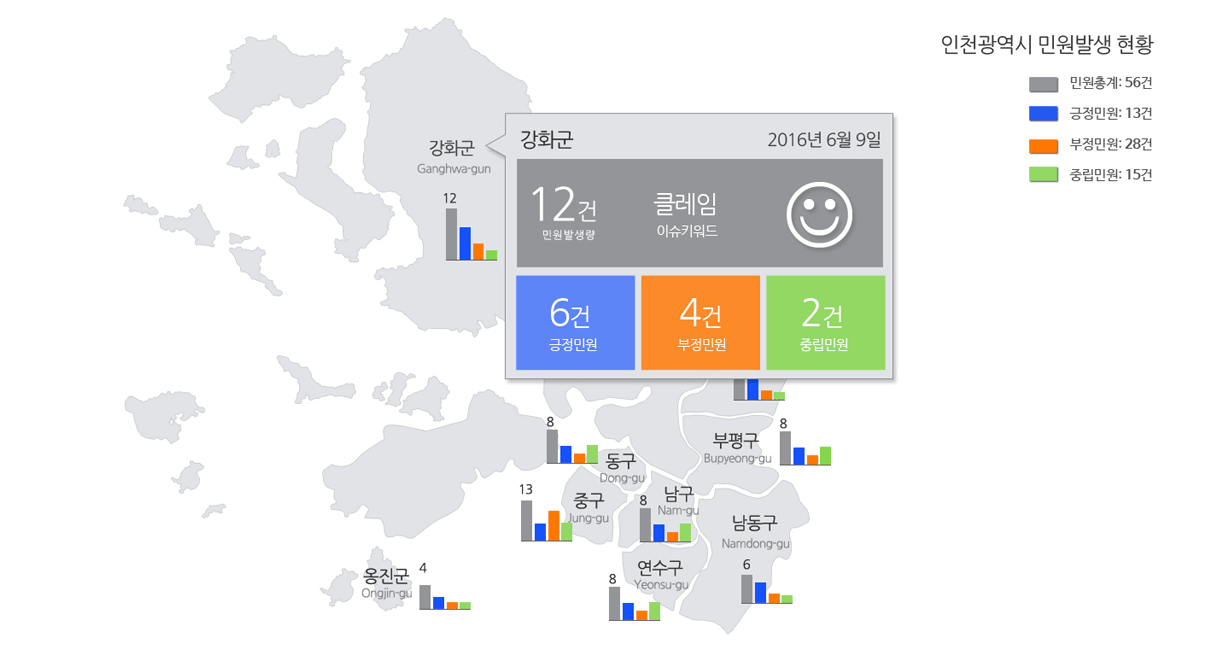 인천광역시 민원발생 현황
민원총계: 56건
긍정민원: 13건
부정민원: 28건
중립민원: 15건
강화군
Ganghwa-gun
12
강화군 2016년 6월 9일
12건
민원발생량
클레임
이슈키워드
6건
긍정민원
4건
부정민원
2건
중립민원
8
동구
Dong-gu
부평구
Bupyeong-gu
8
13
중구
Jung-gu
8
남구
Nam-gu
남동구
Namdong-gu
6
옹진군
Ongjin-gu
4
8
연수구
Yeonsu-gu